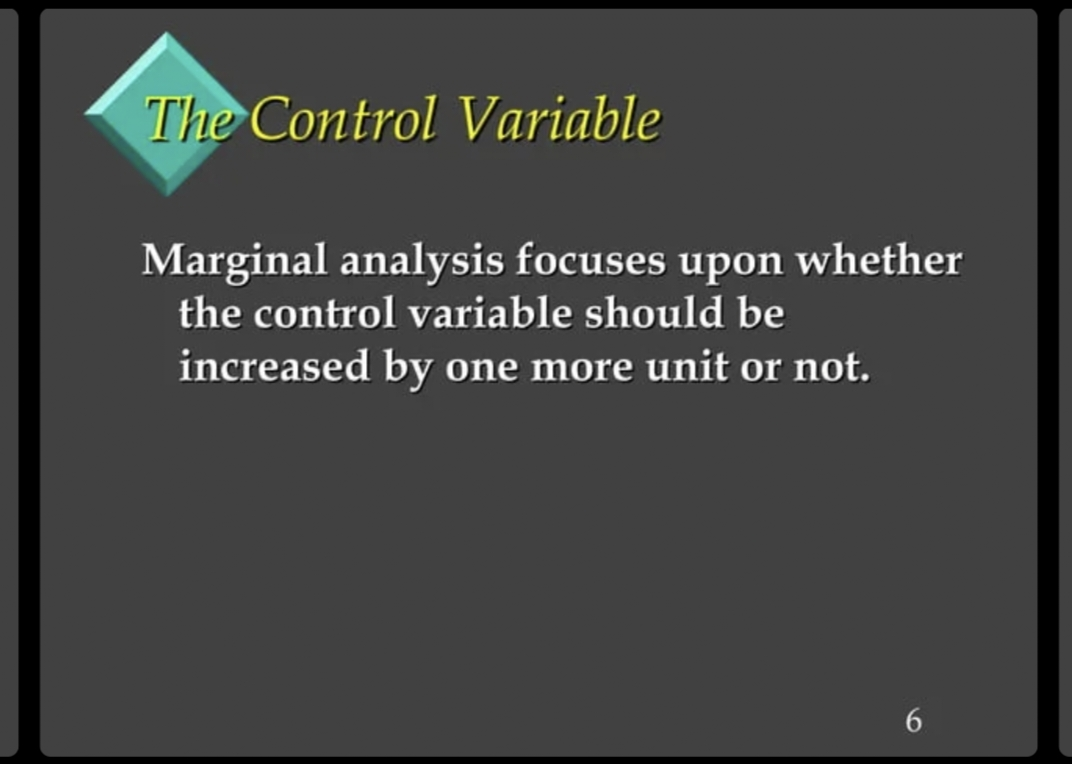 The Control Variable
Marginal analysis focuses upon whether
the control variable should be
increased by one more unit or not.
6